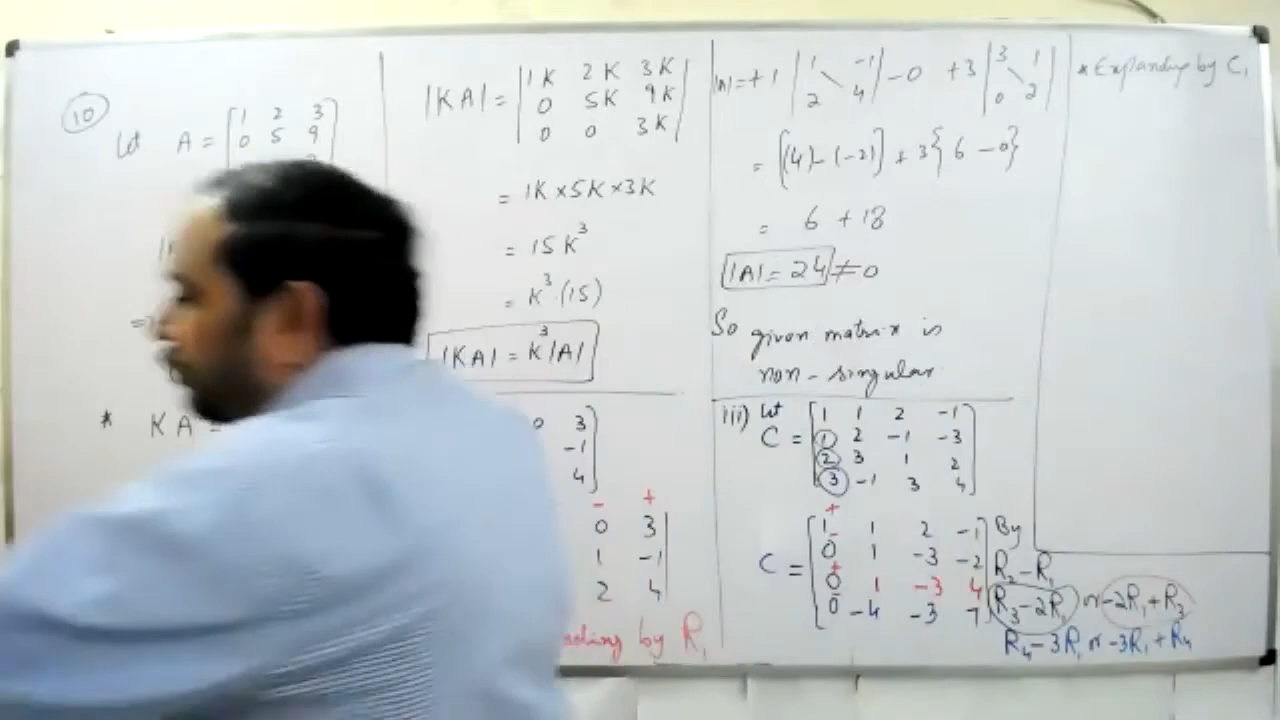 10
Let A = [1 2 3
0 5 9
|KA| = |1K 2K 3K|
|0 5K 9K|
|0 0 3K|
= 1K×5K×3K
= 15K³
= K³·(15)
|KA| = K³|A|
* KA =
0 3
-1
4
- +
0 3
1 -1
2 4
by R₁
|A| = +1 |1 -1| -0 +3 |3 1|
|2 4| |0 2|
= [(4)-(-2)] + 3{6 - 0}
= 6 + 18
|A| = 24 ≠ 0
So given matrix is
non-singular
iii) Let
C = [1 1 2 -1
1 2 -1 -3
2 3 1 2
3 -1 3 4]
+
C = [1 1 2 -1] By
-
0 1 -3 -2 R₂-R₁
+
0 1 -3 4 R₃-2R₁ or -2R₁+R₃
-
0 -4 -3 7 R₄-3R₁ or -3R₁+R₄
* Expanding by C₁